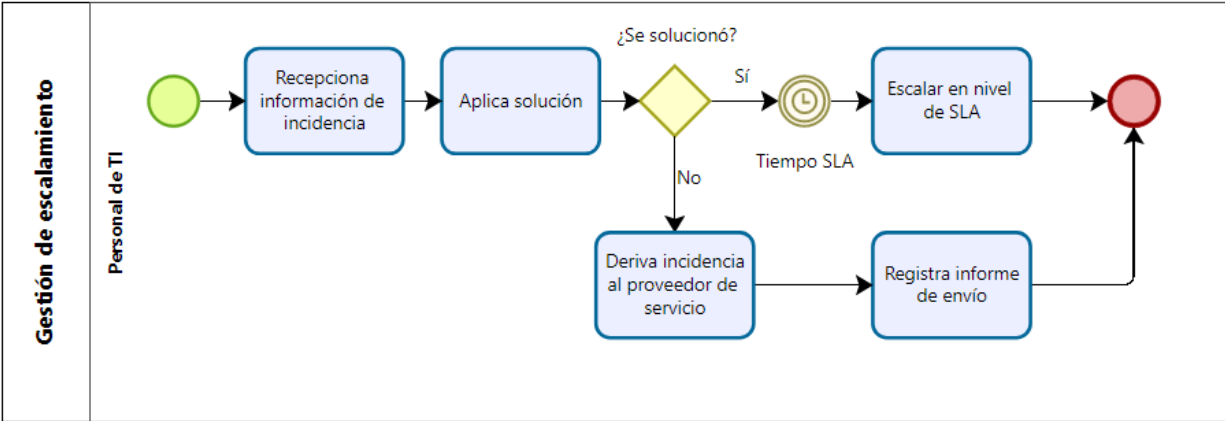 Gestión de escalamiento
Personal de TI
Recepciona
información de
incidencia
Aplica solución
¿Se solucionó?
Sí
Tiempo SLA
Escalar en nivel
de SLA
No
Deriva incidencia
al proveedor de
servicio
Registra informe
de envío